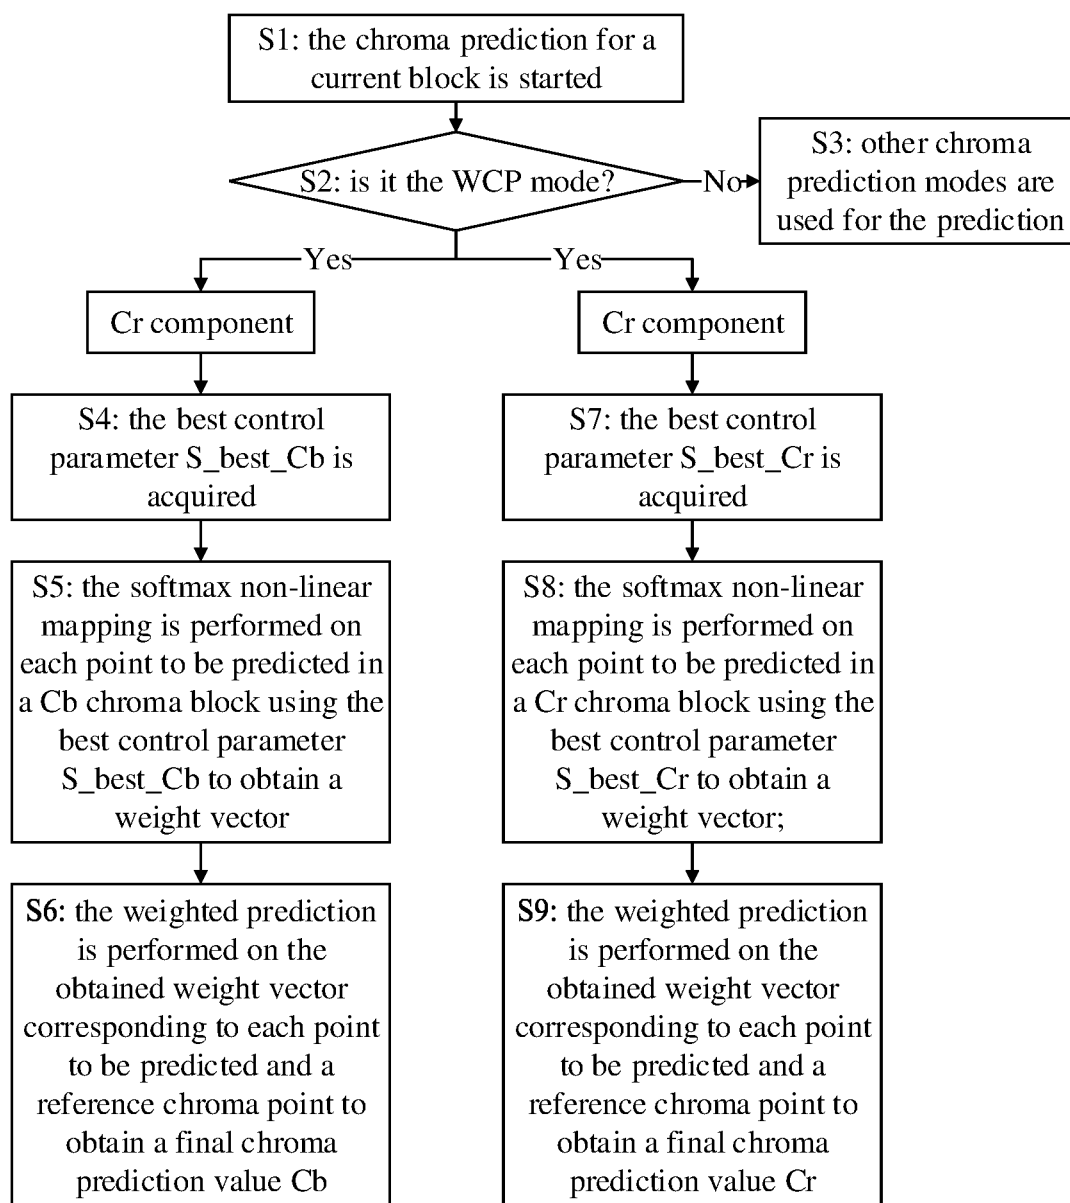 S1: the chroma prediction for a
current block is started
S2: is it the WCP mode?
No
S3: other chroma
prediction modes are
used for the prediction
Yes
Yes
Cr component
Cr component
S4: the best control
parameter S_best_Cb is
acquired
S7: the best control
parameter S_best_Cr is
acquired
S5: the softmax non-linear
mapping is performed on
each point to be predicted in
a Cb chroma block using the
best control parameter
S_best_Cb to obtain a
weight vector
S8: the softmax non-linear
mapping is performed on
each point to be predicted in
a Cr chroma block using the
best control parameter
S_best_Cr to obtain a
weight vector;
S6: the weighted prediction
is performed on the
obtained weight vector
corresponding to each point
to be predicted and a
reference chroma point to
obtain a final chroma
prediction value Cb
S9: the weighted prediction
is performed on the
obtained weight vector
corresponding to each point
to be predicted and a
reference chroma point to
obtain a final chroma
prediction value Cr